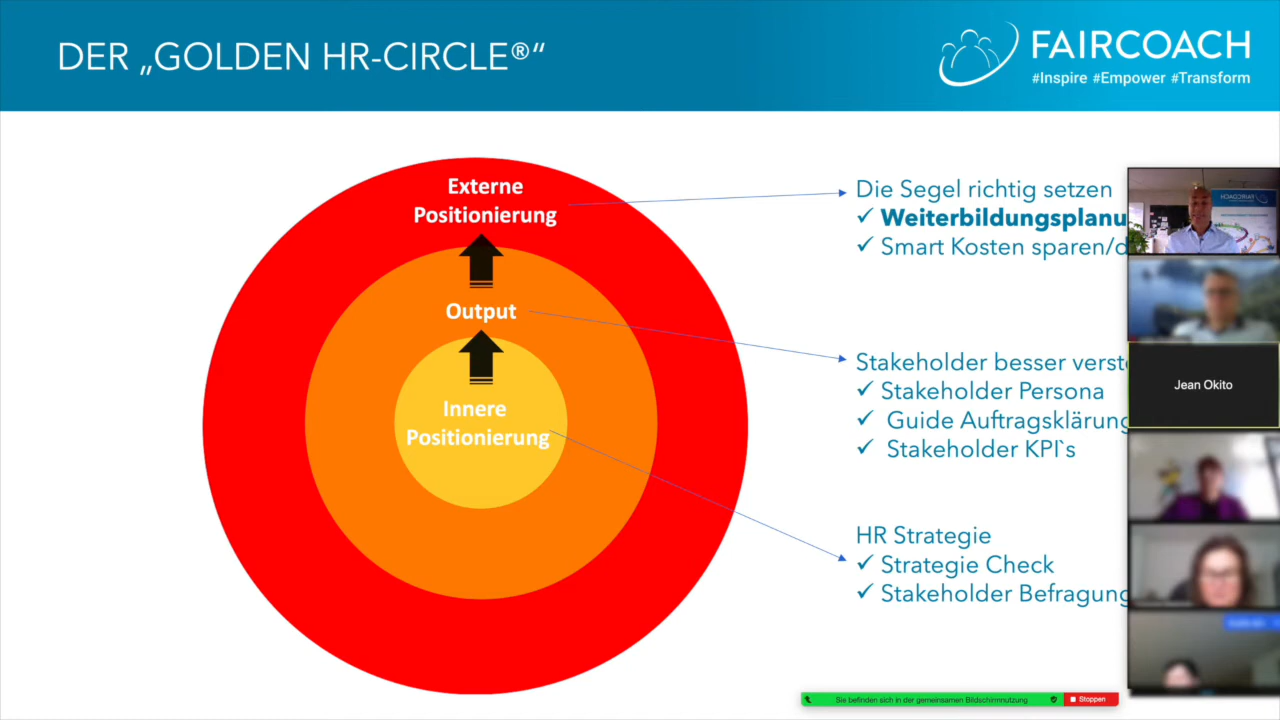 DER „GOLDEN HR-CIRCLE®“
FAIRCOACH
#Inspire #Empower #Transform
Externe
Positionierung
Output
Innere
Positionierung
Die Segel richtig setzen
✓ Weiterbildungsplanu
✓ Smart Kosten sparen/d
Stakeholder besser verst
✓ Stakeholder Persona
✓ Guide Auftragsklärung
✓ Stakeholder KPI`s
HR Strategie
✓ Strategie Check
✓ Stakeholder Befragung
Jean Okito
Sie befinden sich in der gemeinsamen Bildschirmnutzung
Stoppen